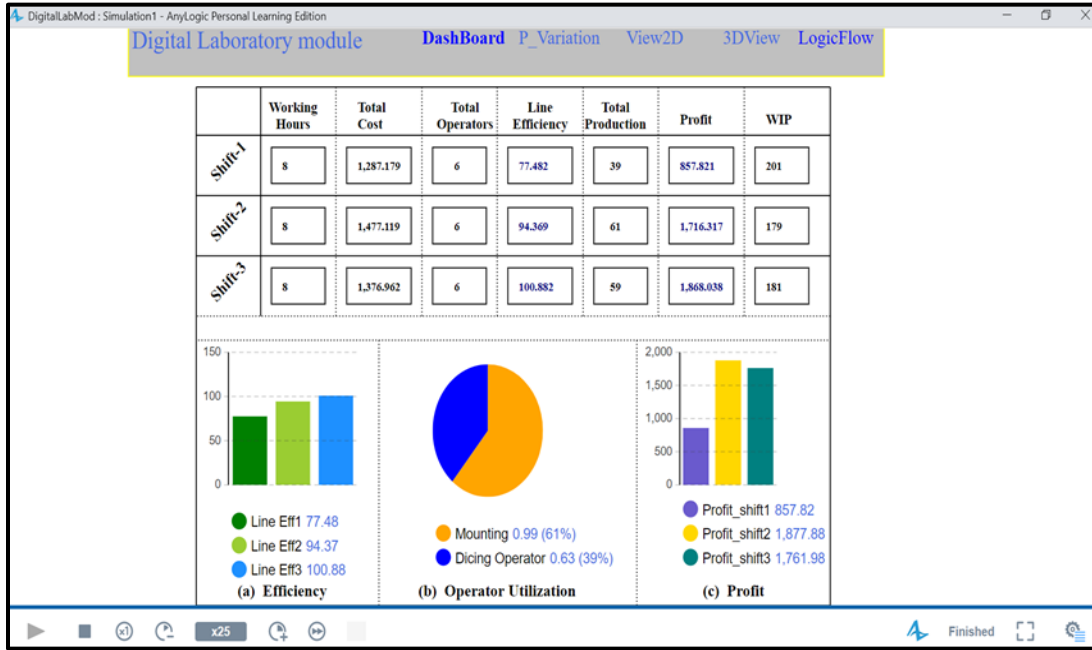 DigitalLabMod : Simulation1 - AnyLogic Personal Learning Edition
Digital Laboratory module DashBoard P_Variation View2D 3DView LogicFlow
Working Hours Total Cost Total Operators Line Efficiency Total Production Profit WIP
Shift-1 8 1,287.179 6 77.482 39 857.821 201
Shift-2 8 1,477.119 6 94.369 61 1,716.317 179
Shift-3 8 1,376.962 6 100.882 59 1,868.038 181
150
100
50
0
Line Eff1 77.48
Line Eff2 94.37
Line Eff3 100.88
(a) Efficiency
Mounting 0.99 (61%)
Dicing Operator 0.63 (39%)
(b) Operator Utilization
2,000
1,500
1,000
500
0
Profit_shift1 857.82
Profit_shift2 1,877.88
Profit_shift3 1,761.98
(c) Profit
x1 x25 Finished